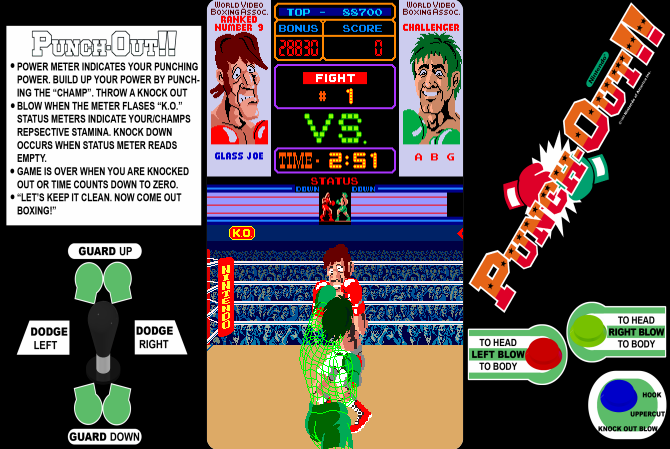 PUNCH-OUT!!
• POWER METER INDICATES YOUR PUNCHING
POWER. BUILD UP YOUR POWER BY PUNCH-
ING THE "CHAMP". THROW A KNOCK OUT
• BLOW WHEN THE METER FLASES "K.O."
STATUS METERS INDICATE YOUR/CHAMPS
REPSECTIVE STAMINA. KNOCK DOWN
OCCURS WHEN STATUS METER READS
EMPTY.
• GAME IS OVER WHEN YOU ARE KNOCKED
OUT OR TIME COUNTS DOWN TO ZERO.
• "LET'S KEEP IT CLEAN. NOW COME OUT
BOXING!"
GUARD UP
DODGE
LEFT
DODGE
RIGHT
GUARD DOWN
WORLD VIDEO
BOXING ASSOC.
RANKED
NUMBER 9
GLASS JOE
TOP - 88700
BONUS SCORE
28830 0
FIGHT
# 1
VS.
TIME- 2:51
WORLD VIDEO
BOXING ASSOC.
CHALLENGER
A B G
STATUS
DOWN DOWN
KO
NINTENDO
Nintendo
PUNCH-OUT!!
TO HEAD
LEFT BLOW
TO BODY
TO HEAD
RIGHT BLOW
TO BODY
HOOK
UPPERCUT
KNOCK OUT BLOW